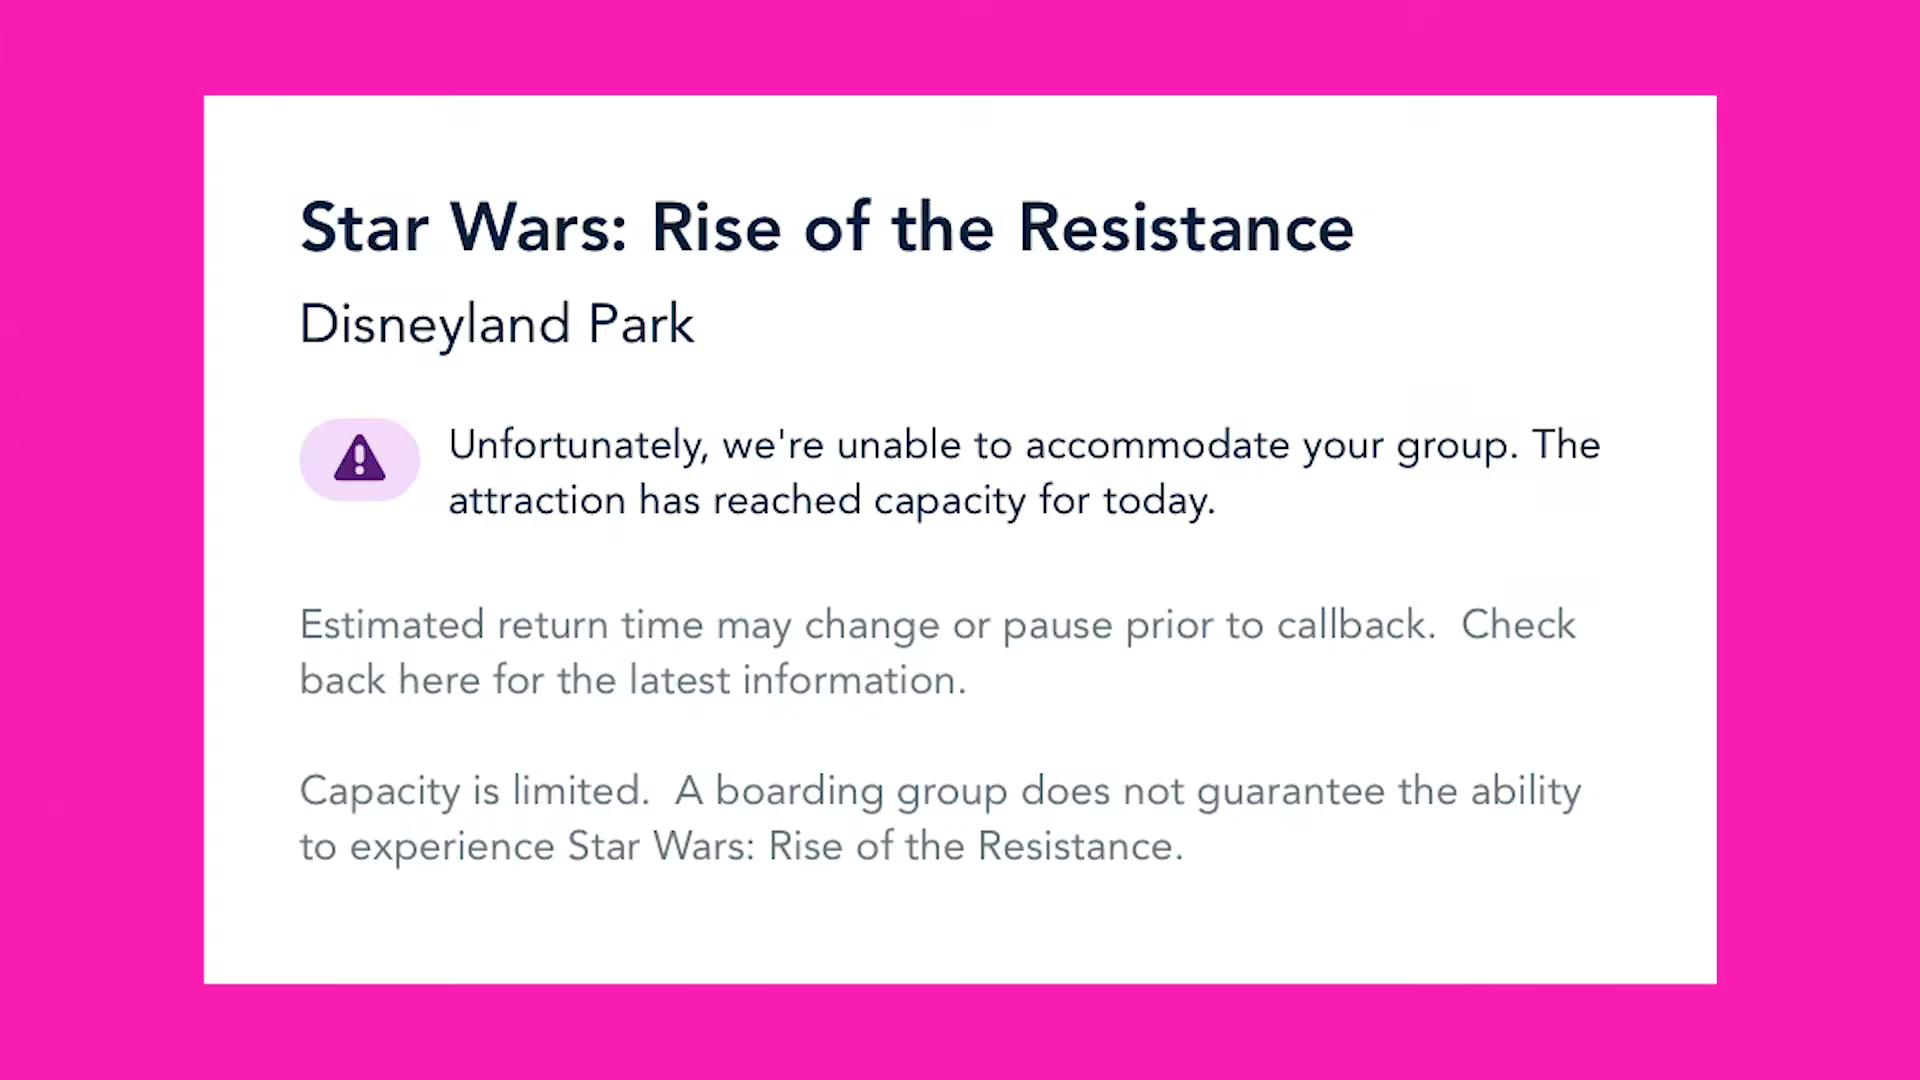 Star Wars: Rise of the Resistance
Disneyland Park
Unfortunately, we're unable to accommodate your group. The
attraction has reached capacity for today.
Estimated return time may change or pause prior to callback.  Check
back here for the latest information.
Capacity is limited.  A boarding group does not guarantee the ability
to experience Star Wars: Rise of the Resistance.